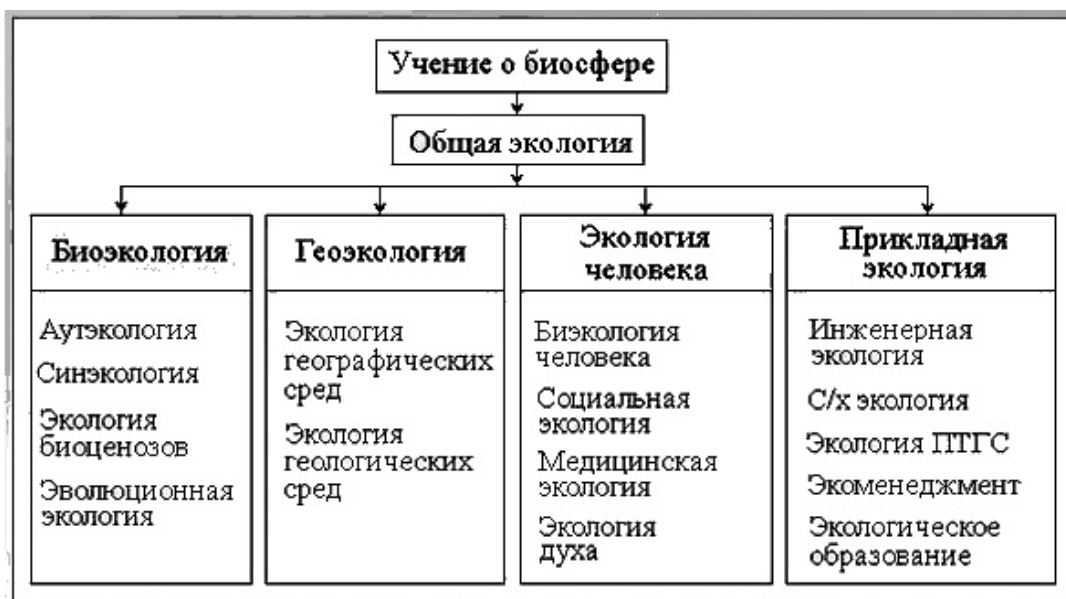 Учение о биосфере
Общая экология
Биоэкология
Аутэкология
Синэкология
Экология
биоценозов
Эволюционная
экология
Геоэкология
Экология
географических
сред
Экология
геологических
сред
Экология
человека
Биэкология
человека
Социальная
экология
Медицинская
экология
Экология
духа
Прикладная
экология
Инженерная
экология
С/х экология
Экология ПТГС
Экоменеджмент
Экологическое
образование